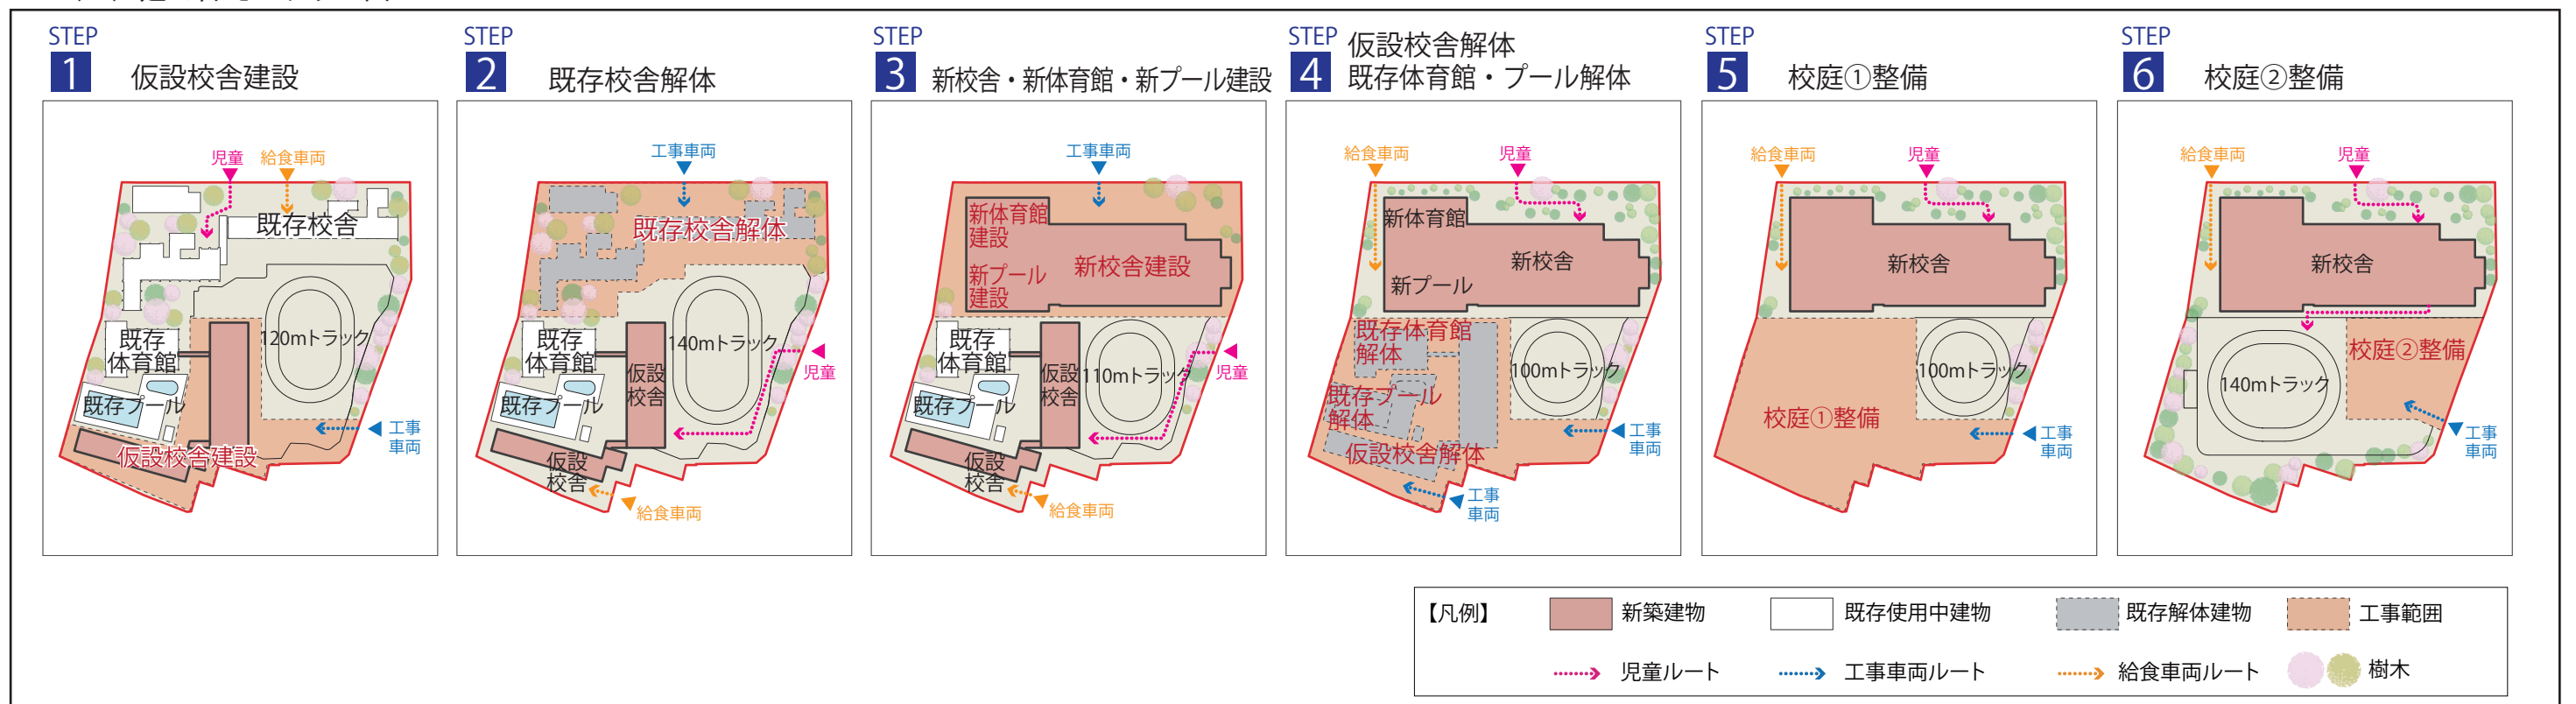 STEP
1
仮設校舎建設
児童
給食車両
既存校舎
120mトラック
既存
体育館
既存プール
仮設校舎建設
工事
車両
STEP
2
既存校舎解体
工事車両
既存校舎解体
140mトラック
既存
体育館
仮設
校舎
児童
既存プール
仮設
校舎
給食車両
STEP
3
新校舎・新体育館・新プール建設
工事車両
新体育館
建設
新校舎建設
新プール
建設
既存
体育館
仮設
校舎
110mトラック
児童
既存プール
仮設
校舎
給食車両
STEP
4
仮設校舎解体
既存体育館・プール解体
給食車両
児童
新体育館
新校舎
新プール
既存体育館
解体
100mトラック
既存プール
解体
仮設校舎解体
工事
車両
工事
車両
STEP
5
校庭①整備
給食車両
児童
新校舎
100mトラック
校庭①整備
工事
車両
STEP
6
校庭②整備
給食車両
児童
新校舎
校庭②整備
140mトラック
工事
車両
【凡例】
新築建物
既存使用中建物
既存解体建物
工事範囲
児童ルート
工事車両ルート
給食車両ルート
樹木